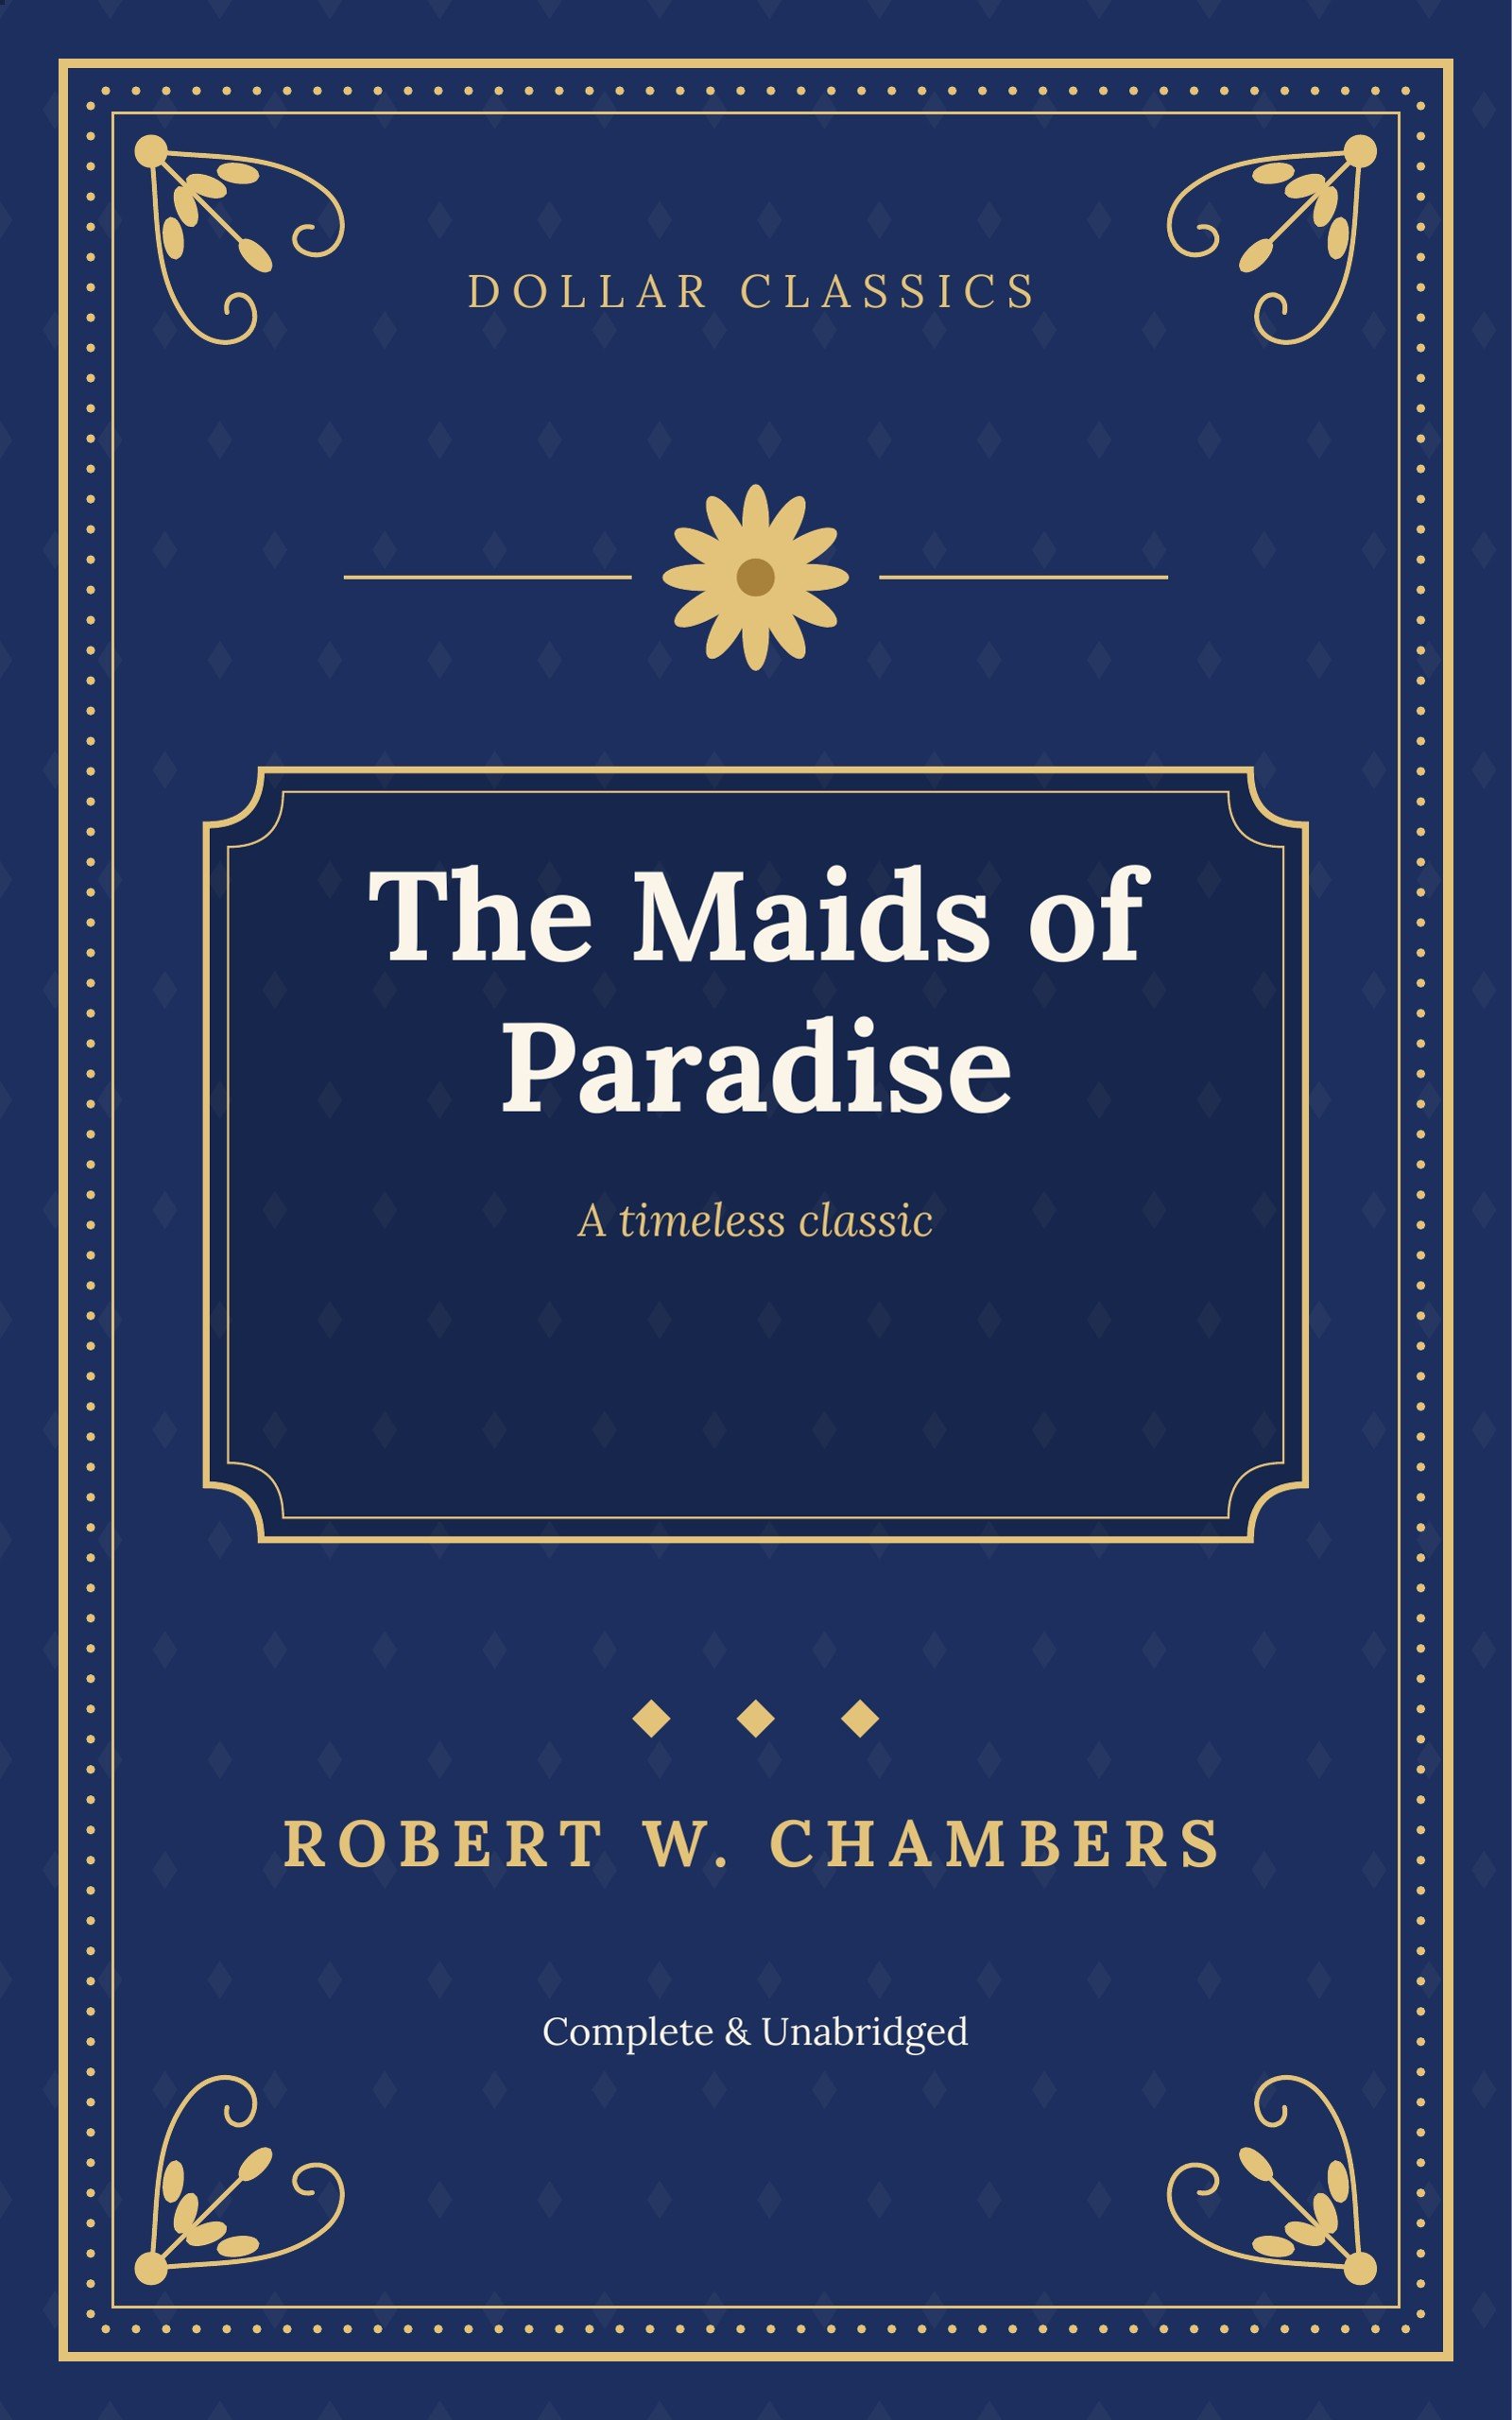 DOLLAR CLASSICS
The Maids of
Paradise
A timeless classic
ROBERT W. CHAMBERS
Complete & Unabridged